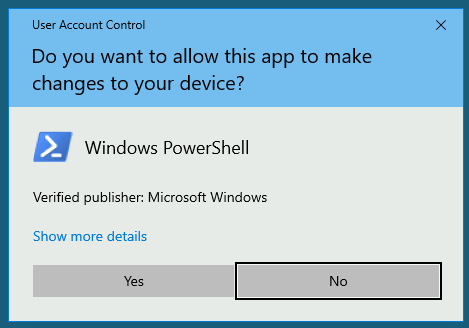 User Account Control
Do you want to allow this app to make
changes to your device?
Windows PowerShell
Verified publisher: Microsoft Windows
Show more details
Yes
No